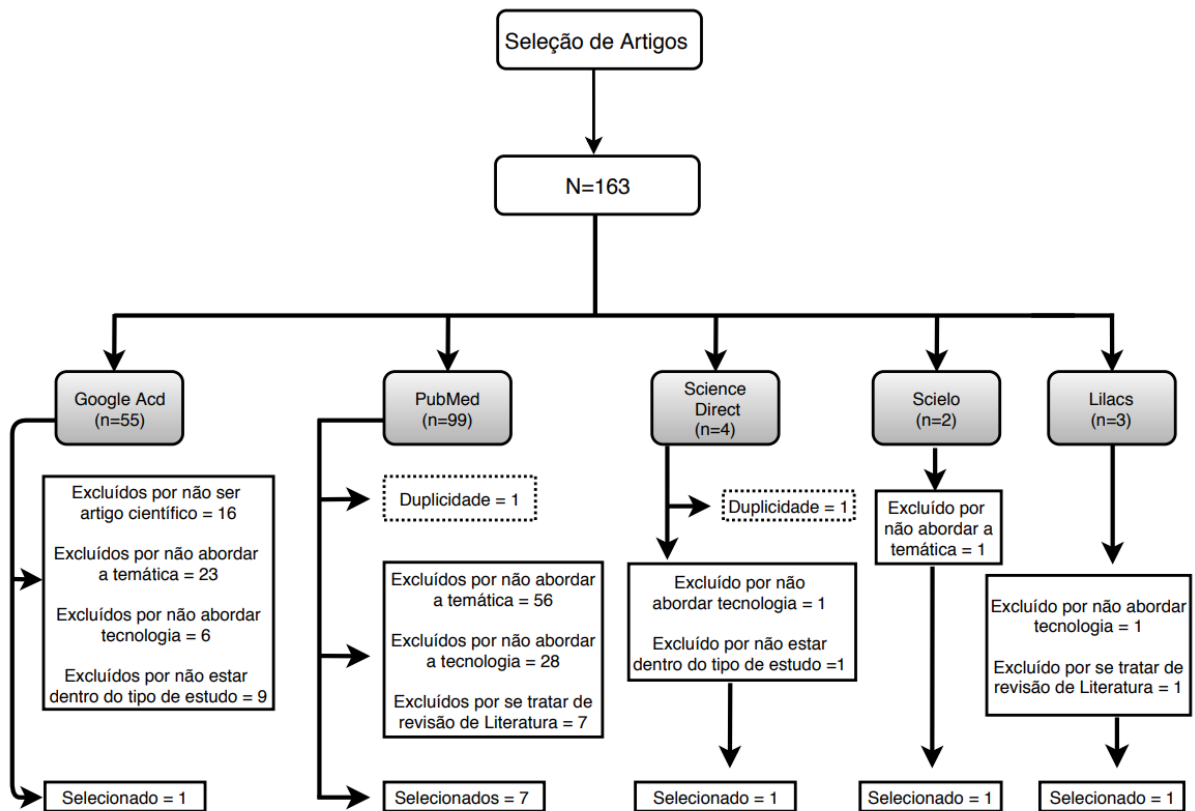 Seleção de Artigos
N=163
Google Acd
(n=55)
PubMed
(n=99)
Science
Direct
(n=4)
Scielo
(n=2)
Lilacs
(n=3)
Excluídos por não ser
artigo científico = 16
Excluídos por não abordar
a temática = 23
Excluídos por não abordar
tecnologia = 6
Excluídos por não estar
dentro do tipo de estudo = 9
Duplicidade = 1
Excluídos por não abordar
a temática = 56
Excluídos por não abordar
a tecnologia = 28
Excluídos por se tratar de
revisão de Literatura = 7
Duplicidade = 1
Excluído por não
abordar tecnologia = 1
Excluído por não estar
dentro do tipo de estudo =1
Excluído por
não abordar a
temática = 1
Excluído por não abordar
tecnologia = 1
Excluído por se tratar de
revisão de Literatura = 1
Selecionado = 1
Selecionados = 7
Selecionado = 1
Selecionado = 1
Selecionado = 1